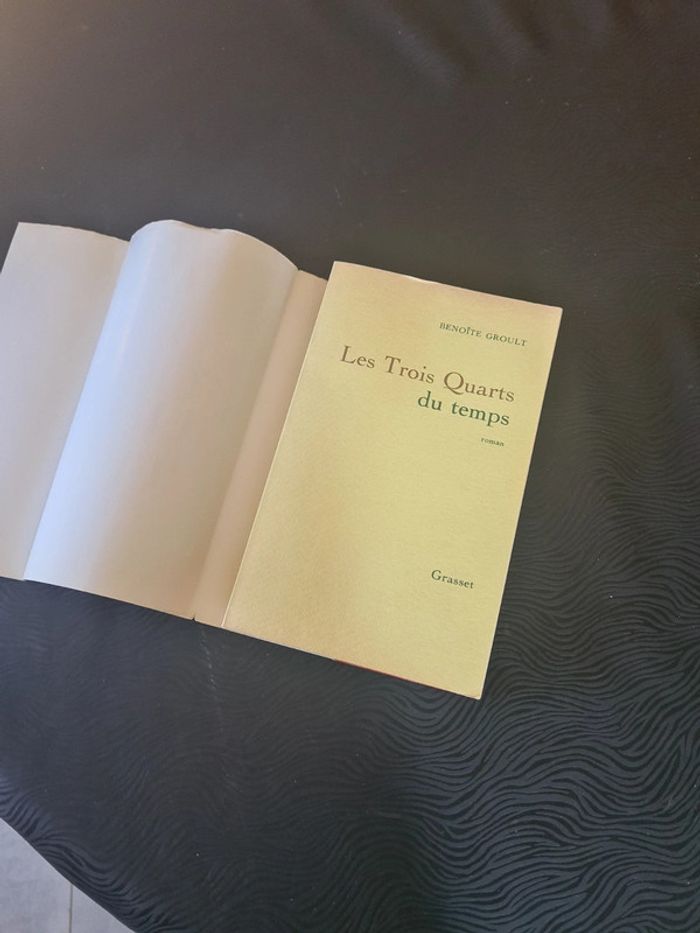 BENOÎTE GROULT
Les Trois Quarts
du temps
roman
Grasset